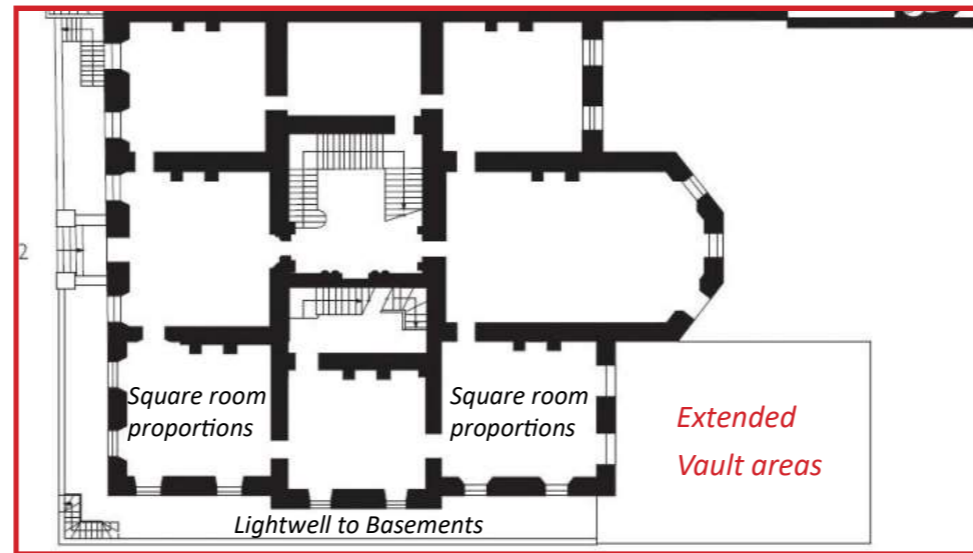 2
Square room
proportions
Square room
proportions
Extended
Vault areas
Lightwell to Basements